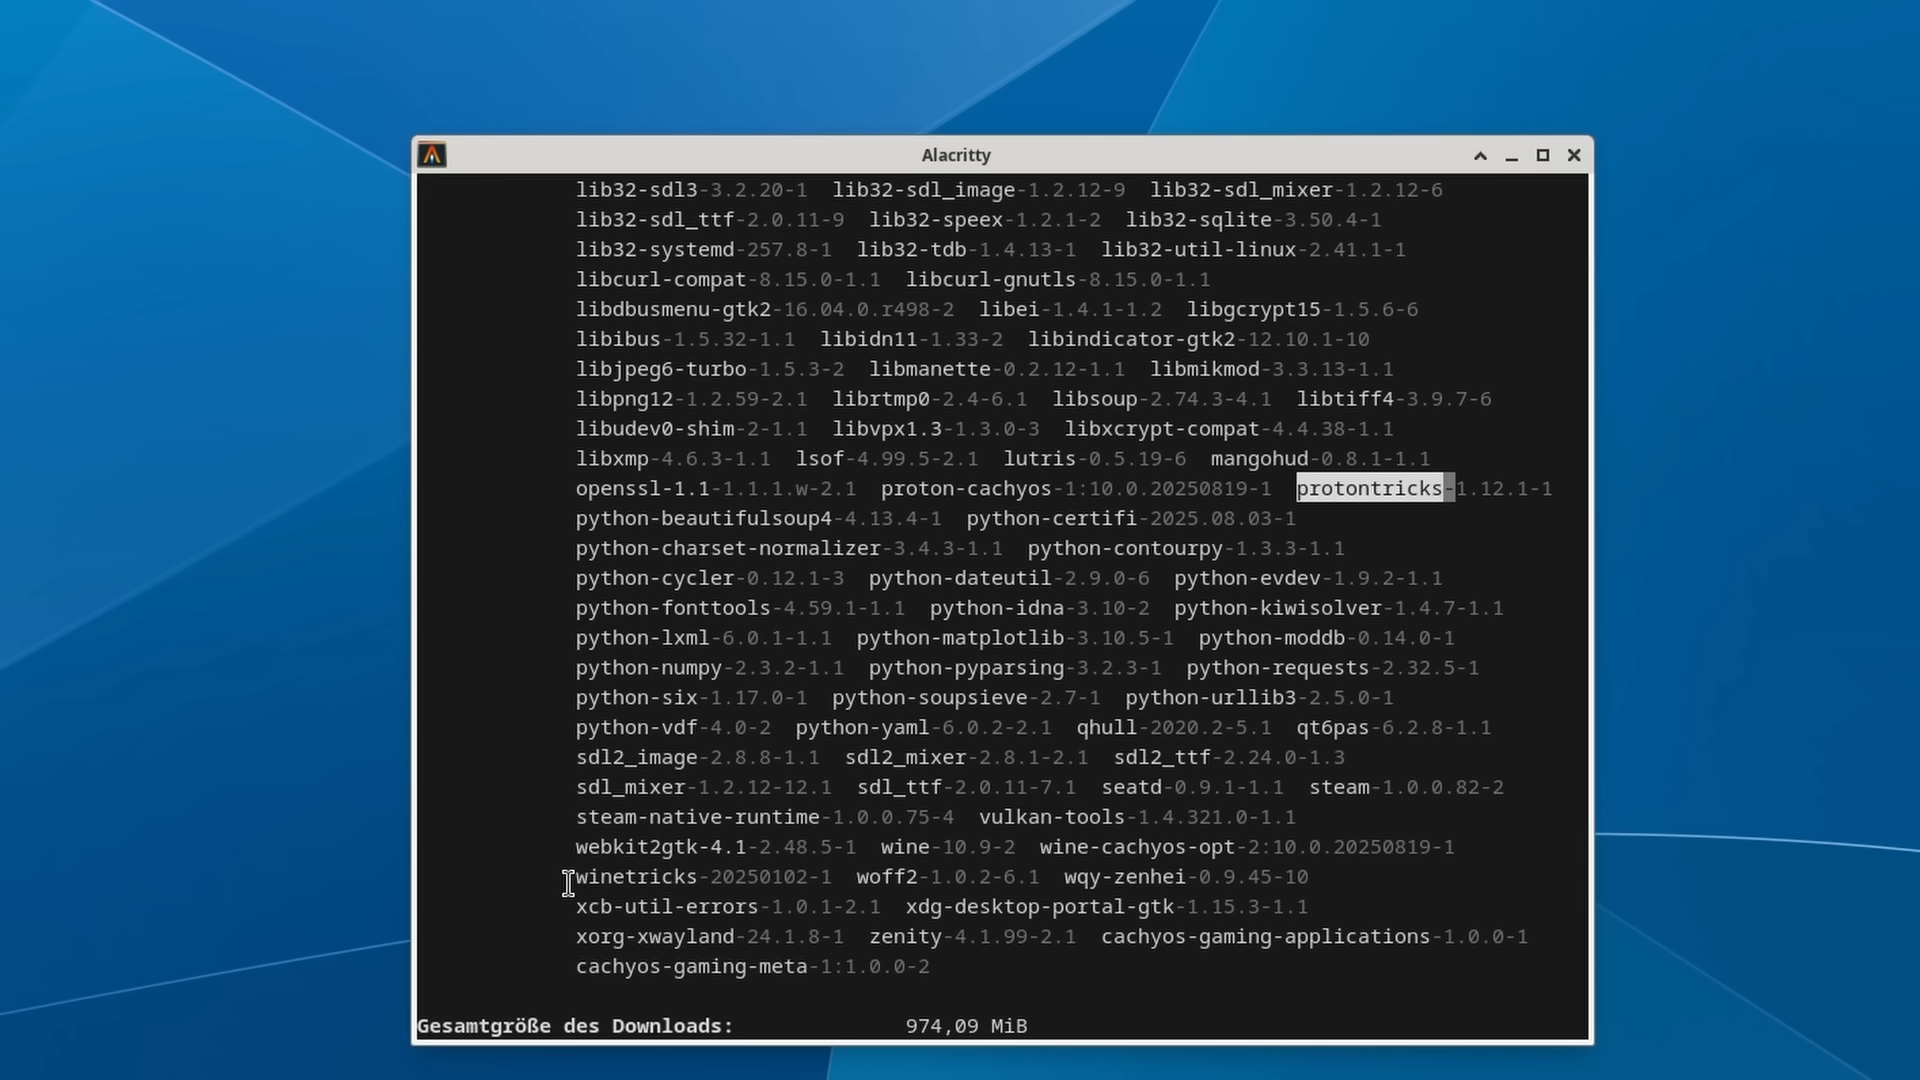 Alacritty
lib32-sdl3-3.2.20-1  lib32-sdl_image-1.2.12-9  lib32-sdl_mixer-1.2.12-6
lib32-sdl_ttf-2.0.11-9  lib32-speex-1.2.1-2  lib32-sqlite-3.50.4-1
lib32-systemd-257.8-1  lib32-tdb-1.4.13-1  lib32-util-linux-2.41.1-1
libcurl-compat-8.15.0-1.1  libcurl-gnutls-8.15.0-1.1
libdbusmenu-gtk2-16.04.0.r498-2  libei-1.4.1-1.2  libgcrypt15-1.5.6-6
libibus-1.5.32-1.1  libidn11-1.33-2  libindicator-gtk2-12.10.1-10
libjpeg6-turbo-1.5.3-2  libmanette-0.2.12-1.1  libmikmod-3.3.13-1.1
libpng12-1.2.59-2.1  librtmp0-2.4-6.1  libsoup-2.74.3-4.1  libtiff4-3.9.7-6
libudev0-shim-2-1.1  libvpx1.3-1.3.0-3  libxcrypt-compat-4.4.38-1.1
libxmp-4.6.3-1.1  lsof-4.99.5-2.1  lutris-0.5.19-6  mangohud-0.8.1-1.1
openssl-1.1-1.1.1.w-2.1  proton-cachyos-1:10.0.20250819-1  protontricks-1.12.1-1
python-beautifulsoup4-4.13.4-1  python-certifi-2025.08.03-1
python-charset-normalizer-3.4.3-1.1  python-contourpy-1.3.3-1.1
python-cycler-0.12.1-3  python-dateutil-2.9.0-6  python-evdev-1.9.2-1.1
python-fonttools-4.59.1-1.1  python-idna-3.10-2  python-kiwisolver-1.4.7-1.1
python-lxml-6.0.1-1.1  python-matplotlib-3.10.5-1  python-moddb-0.14.0-1
python-numpy-2.3.2-1.1  python-pyparsing-3.2.3-1  python-requests-2.32.5-1
python-six-1.17.0-1  python-soupsieve-2.7-1  python-urllib3-2.5.0-1
python-vdf-4.0-2  python-yaml-6.0.2-2.1  qhull-2020.2-5.1  qt6pas-6.2.8-1.1
sdl2_image-2.8.8-1.1  sdl2_mixer-2.8.1-2.1  sdl2_ttf-2.24.0-1.3
sdl_mixer-1.2.12-12.1  sdl_ttf-2.0.11-7.1  seatd-0.9.1-1.1  steam-1.0.0.82-2
steam-native-runtime-1.0.0.75-4  vulkan-tools-1.4.321.0-1.1
webkit2gtk-4.1-2.48.5-1  wine-10.9-2  wine-cachyos-opt-2:10.0.20250819-1
winetricks-20250102-1  woff2-1.0.2-6.1  wqy-zenhei-0.9.45-10
xcb-util-errors-1.0.1-2.1  xdg-desktop-portal-gtk-1.15.3-1.1
xorg-xwayland-24.1.8-1  zenity-4.1.99-2.1  cachyos-gaming-applications-1.0.0-1
cachyos-gaming-meta-1:1.0.0-2
Gesamtgröße des Downloads:  974,09 MiB